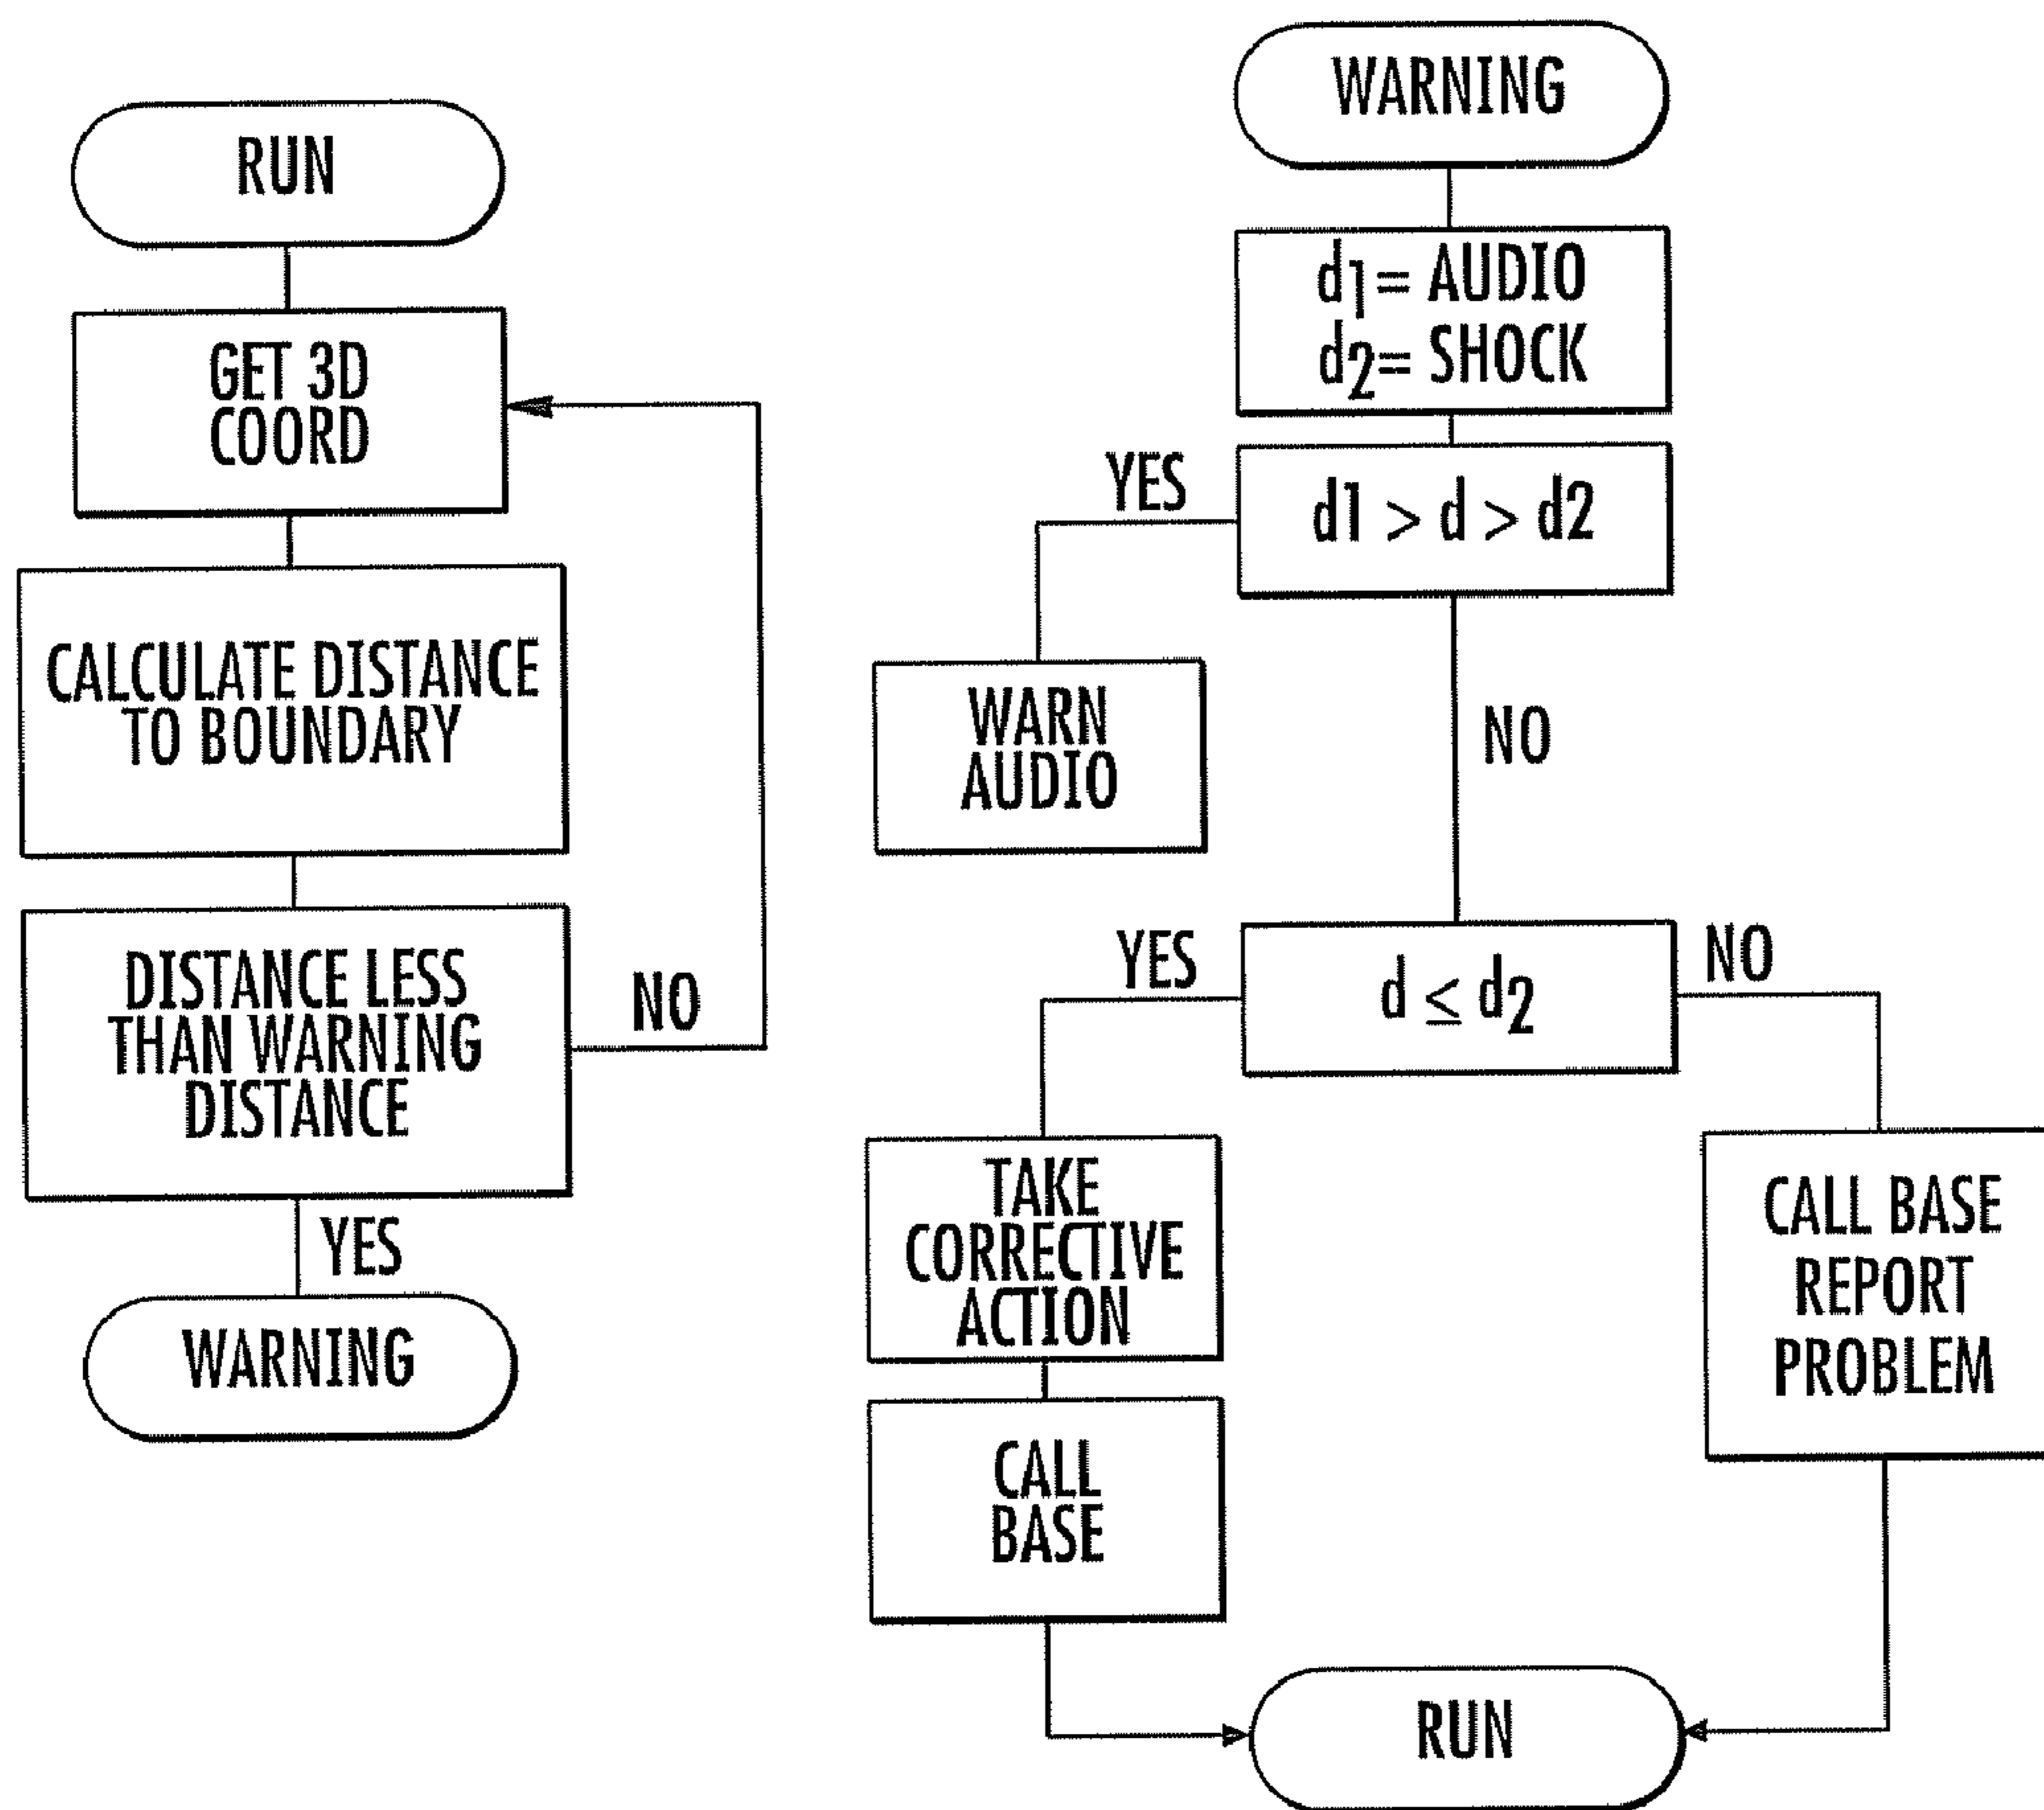 RUN
GET 3D
COORD
CALCULATE DISTANCE
TO BOUNDARY
DISTANCE LESS
THAN WARNING
DISTANCE
NO
YES
WARNING
WARNING
d1= AUDIO
d2= SHOCK
d1 > d > d2
YES
WARN
AUDIO
NO
d ≤ d2
YES
NO
TAKE
CORRECTIVE
ACTION
CALL
BASE
CALL BASE
REPORT
PROBLEM
RUN